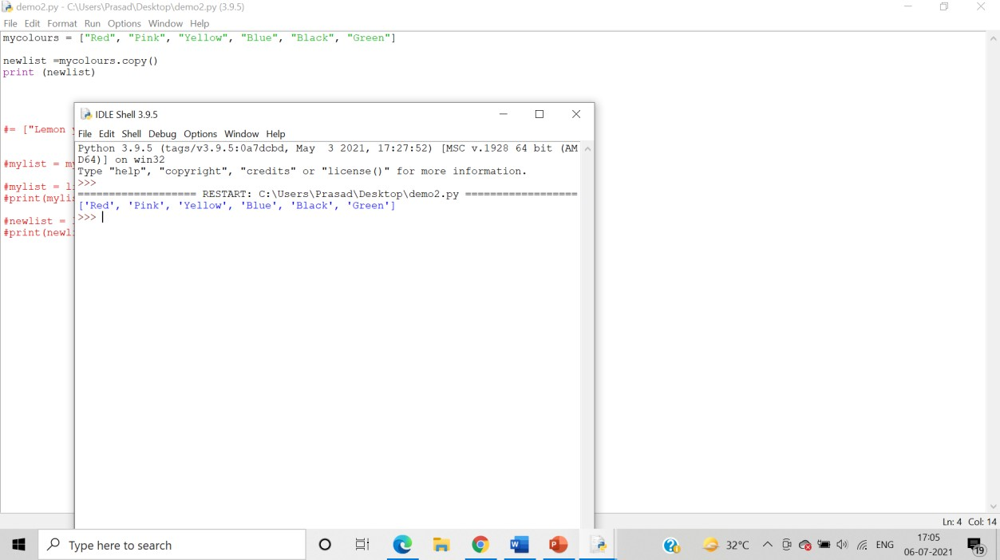 demo2.py - C:\Users\Prasad\Desktop\demo2.py (3.9.5)
File Edit Format Run Options Window Help
mycolours = ["Red", "Pink", "Yellow", "Blue", "Black", "Green"]
newlist =mycolours.copy()
print (newlist)
#= ["Lemon
#mylist = my
#mylist = li
#print(mylis
#newlist =
#print(newli
IDLE Shell 3.9.5
File Edit Shell Debug Options Window Help
Python 3.9.5 (tags/v3.9.5:0a7dcbd, May  3 2021, 17:27:52) [MSC v.1928 64 bit (AM
D64)] on win32
Type "help", "copyright", "credits" or "license()" for more information.
>>>
=================== RESTART: C:\Users\Prasad\Desktop\demo2.py ==================
['Red', 'Pink', 'Yellow', 'Blue', 'Black', 'Green']
>>>
Ln: 4 Col: 14
Type here to search
32°C
ENG
17:05
06-07-2021
19